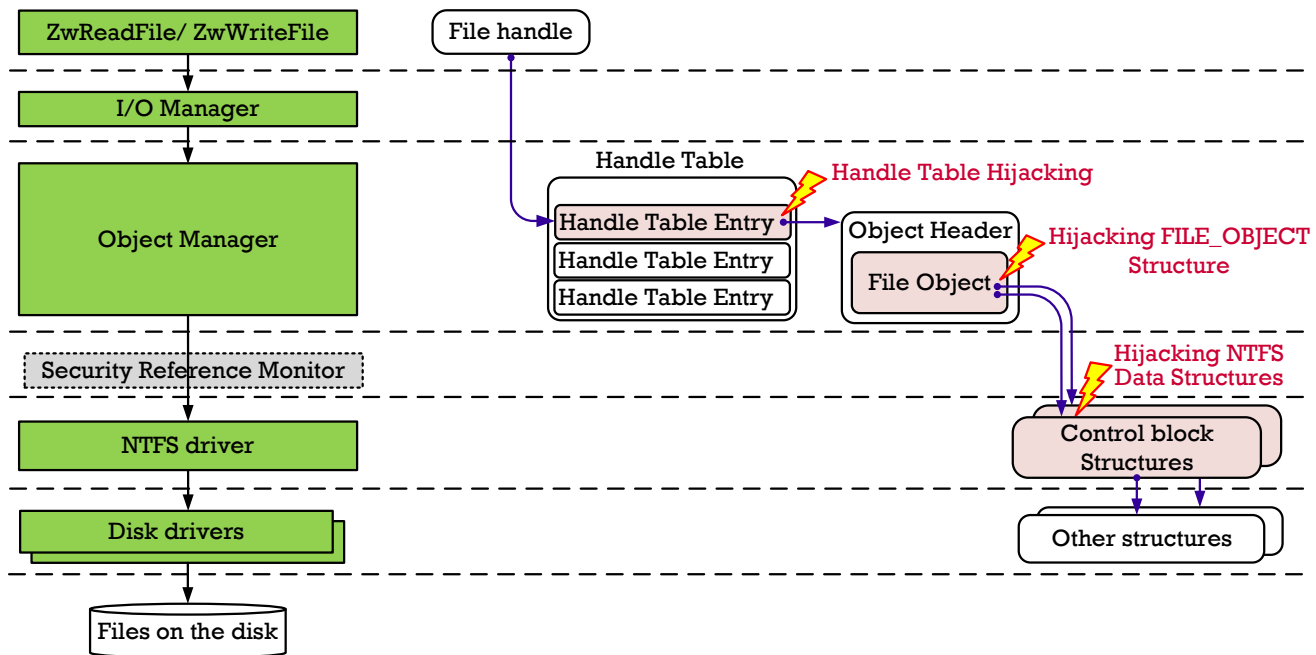 ZwReadFile/ ZwWriteFile
File handle
I/O Manager
Handle Table
Handle Table Hijacking
Handle Table Entry
Handle Table Entry
Handle Table Entry
Object Manager
Object Header
File Object
Hijacking FILE_OBJECT
Structure
Security Reference Monitor
Hijacking NTFS
Data Structures
NTFS driver
Control block
Structures
Disk drivers
Other structures
Files on the disk